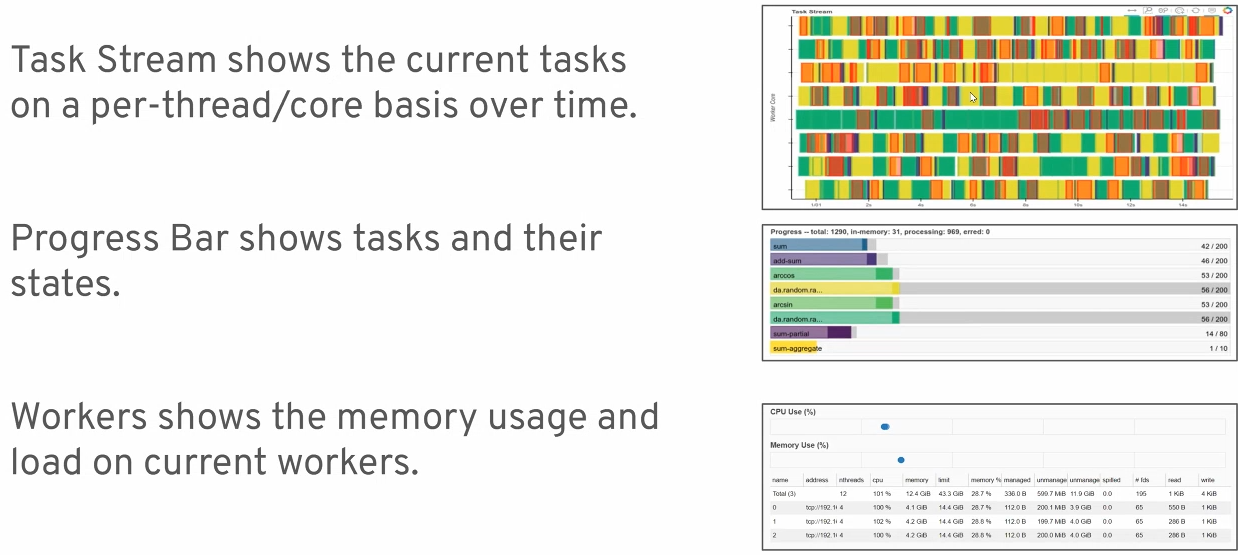 Task Stream shows the current tasks
on a per-thread/core basis over time.
Task Stream
Worker Core
1/01 2s 4s 6s 8s 10s 12s 14s
Progress Bar shows tasks and their
states.
Progress -- total: 1290, in-memory: 31, processing: 969, erred: 0
sum 42 / 200
add-sum 46 / 200
arccos 53 / 200
da.random.ra... 56 / 200
arcsin 53 / 200
da.random.ra... 56 / 200
sum-partial 14 / 80
sum-aggregate 1 / 10
Workers shows the memory usage and
load on current workers.
CPU Use (%)
Memory Use (%)
name address nthreads cpu memory limit memory % managed unmanage unmanage spilled # fds read write
Total (3) 12 101 % 12.4 GiB 43.3 GiB 28.7 % 336.0 B 599.7 MiB 11.9 GiB 0.0 195 1 KiB 4 KiB
0 tcp://192.1 4 100 % 4.1 GiB 14.4 GiB 28.7 % 112.0 B 200.1 MiB 3.9 GiB 0.0 65 550 B 1 KiB
1 tcp://192.1 4 102 % 4.2 GiB 14.4 GiB 28.8 % 112.0 B 199.7 MiB 4.0 GiB 0.0 65 286 B 1 KiB
2 tcp://192.1 4 100 % 4.2 GiB 14.4 GiB 28.8 % 112.0 B 200.0 MiB 4.0 GiB 0.0 65 286 B 1 KiB